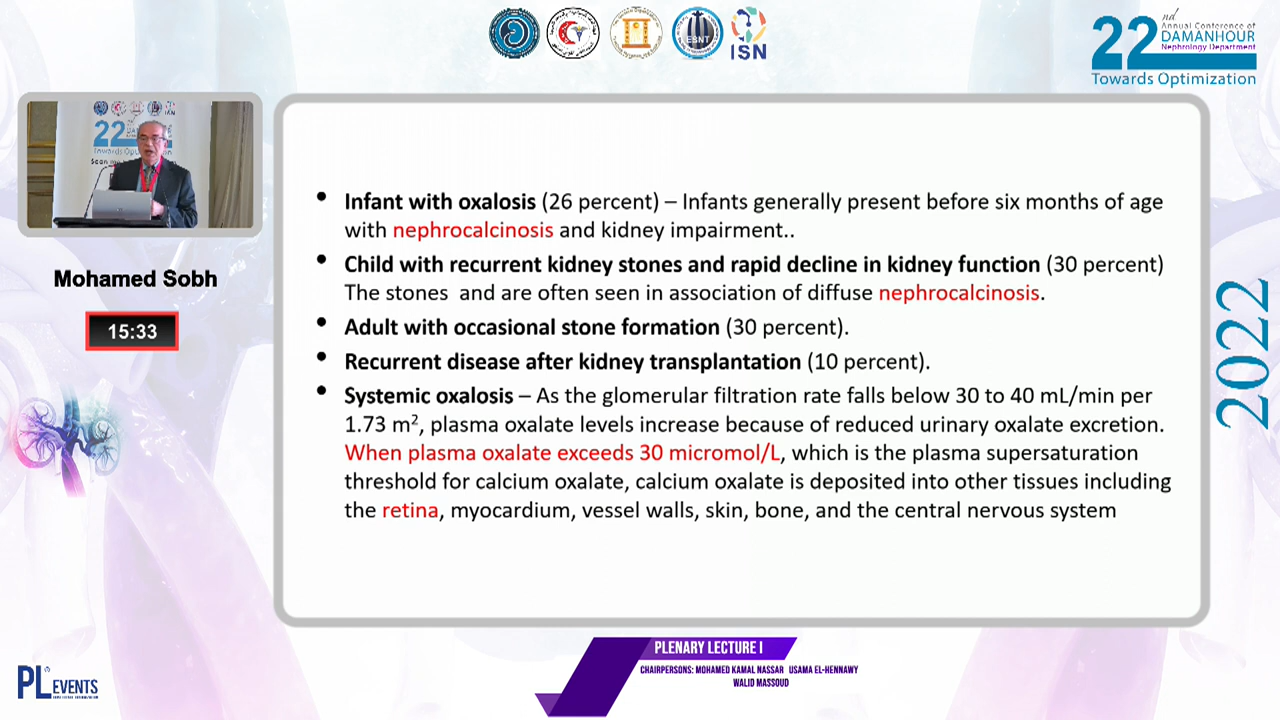 ESNT
ISN
22
nd
Annual Conference of
DAMANHOUR
Nephrology Department
Towards Optimization
22
DAMANHOUR
Towards Optimization
Mohamed Sobh
15:33
• Infant with oxalosis (26 percent) – Infants generally present before six months of age
with nephrocalcinosis and kidney impairment..
• Child with recurrent kidney stones and rapid decline in kidney function (30 percent)
The stones and are often seen in association of diffuse nephrocalcinosis.
• Adult with occasional stone formation (30 percent).
• Recurrent disease after kidney transplantation (10 percent).
• Systemic oxalosis – As the glomerular filtration rate falls below 30 to 40 mL/min per
1.73 m², plasma oxalate levels increase because of reduced urinary oxalate excretion.
When plasma oxalate exceeds 30 micromol/L, which is the plasma supersaturation
threshold for calcium oxalate, calcium oxalate is deposited into other tissues including
the retina, myocardium, vessel walls, skin, bone, and the central nervous system
2022
PLENARY LECTURE I
CHAIRPERSONS: MOHAMED KAMAL NASSAR USAMA EL-HENNAWY
WALID MASSOUD
PL EVENTS